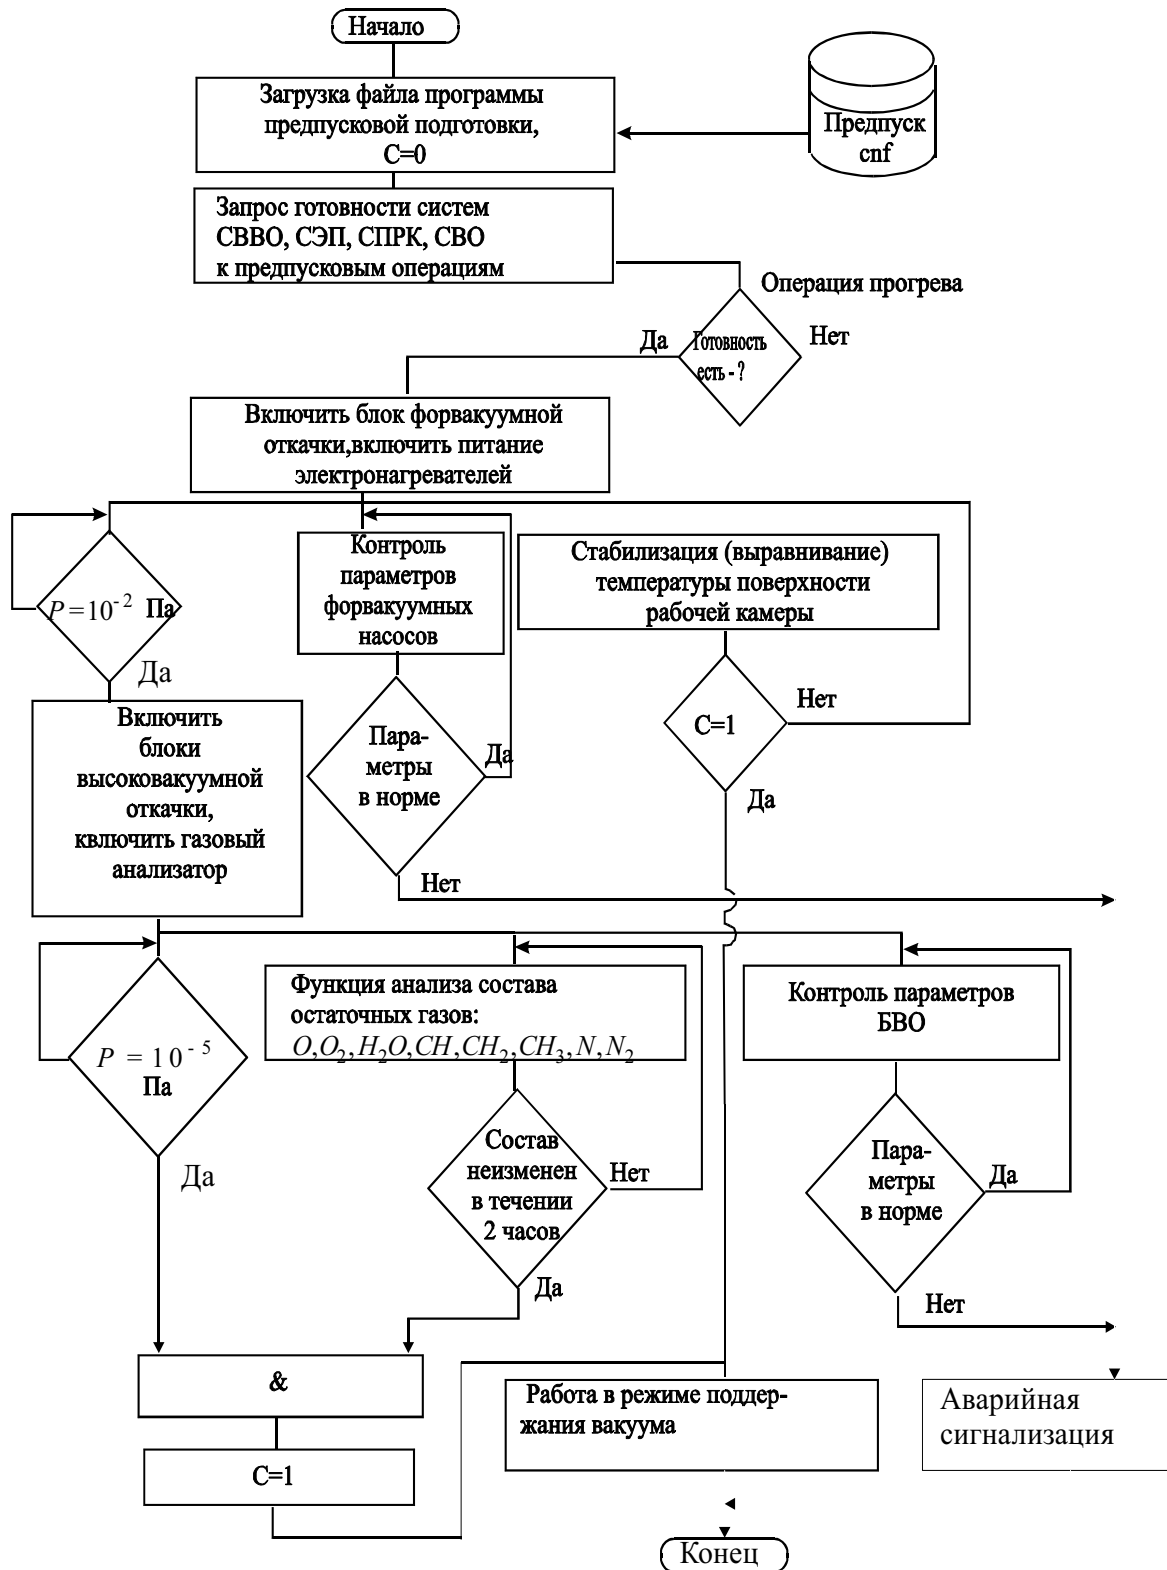 Начало
Загрузка файла программы
предпусковой подготовки,
С=0
Предпуск
cnf
Запрос готовности систем
СВВО, СЭП, СПРК, СВО
к предпусковым операциям
Операция прогрева
Да
Готовность
есть - ?
Нет
Включить блок форвакуумной
откачки,включить питание
электронагревателей
Контроль
параметров
форвакуумных
насосов
Стабилизация (выравнивание)
температуры поверхности
рабочей камеры
P=10⁻² Па
Да
Включить
блоки
высоковакуумной
откачки,
квлючить газовый
анализатор
Пара-
метры
в норме
Да
Нет
С=1
Нет
Да
P = 10⁻⁵
Па
Да
Функция анализа состава
остаточных газов:
O,O₂,H₂O,CH,CH₂,CH₃,N,N₂
Контроль параметров
БВО
Состав
неизменен
в течении
2 часов
Нет
Да
Пара-
метры
в норме
Да
Нет
&
С=1
Работа в режиме поддер-
жания вакуума
Аварийная
сигнализация
Конец